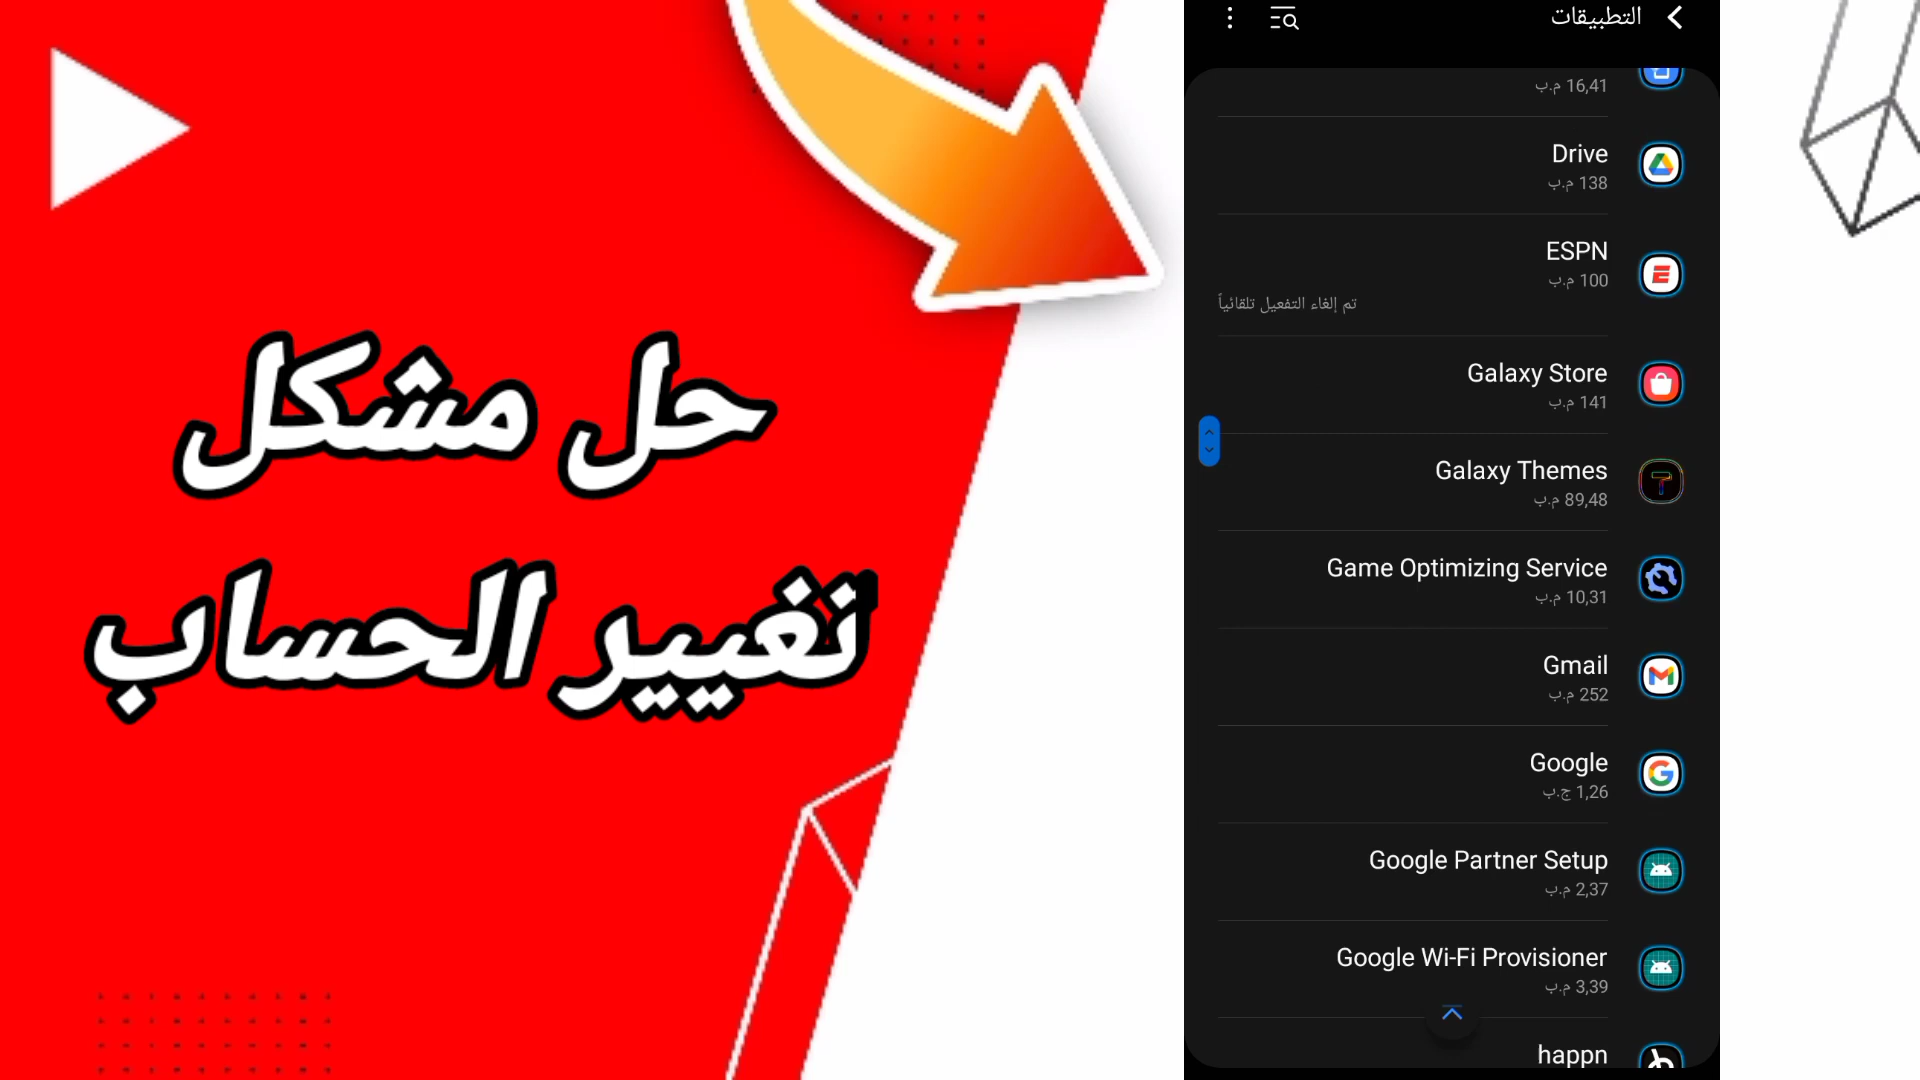 حل مشكل
تغيير الحساب
التطبيقات
16,41 م.ب
Drive
138 م.ب
ESPN
100 م.ب
تم إلغاء التفعيل تلقائياً
Galaxy Store
141 م.ب
Galaxy Themes
89,48 م.ب
Game Optimizing Service
10,31 م.ب
Gmail
252 م.ب
Google
1,26 ج.ب
Google Partner Setup
2,37 م.ب
Google Wi-Fi Provisioner
3,39 م.ب
happn